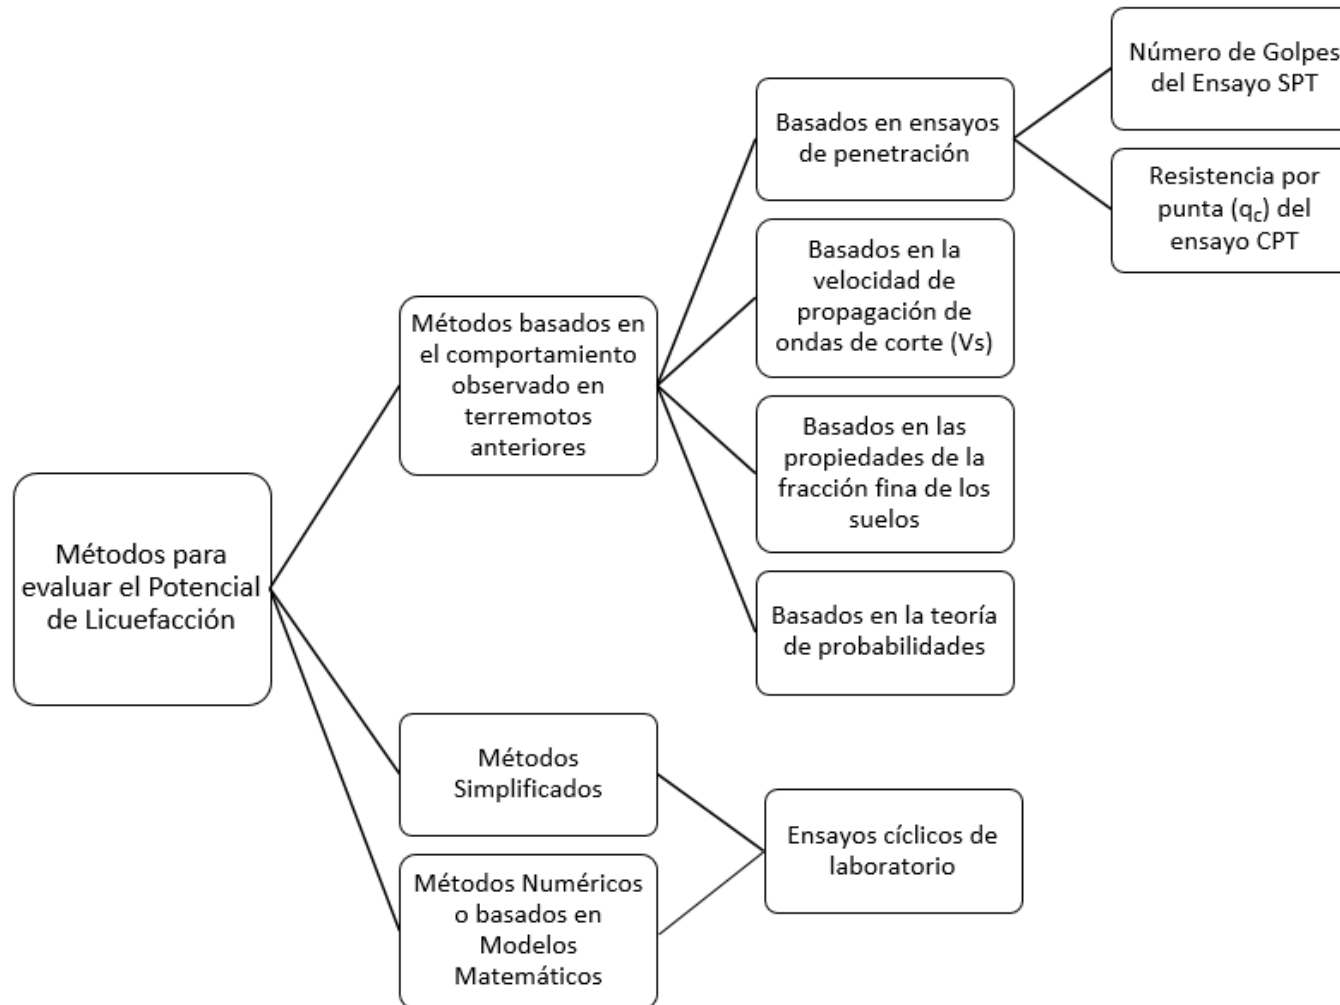 Métodos para
evaluar el Potencial
de Licuefacción
Métodos basados en
el comportamiento
observado en
terremotos
anteriores
Basados en ensayos
de penetración
Número de Golpes
del Ensayo SPT
Resistencia por
punta (qc) del
ensayo CPT
Basados en la
velocidad de
propagación de
ondas de corte (Vs)
Basados en las
propiedades de la
fracción fina de los
suelos
Basados en la teoría
de probabilidades
Métodos
Simplificados
Métodos Numéricos
o basados en
Modelos
Matemáticos
Ensayos cíclicos de
laboratorio